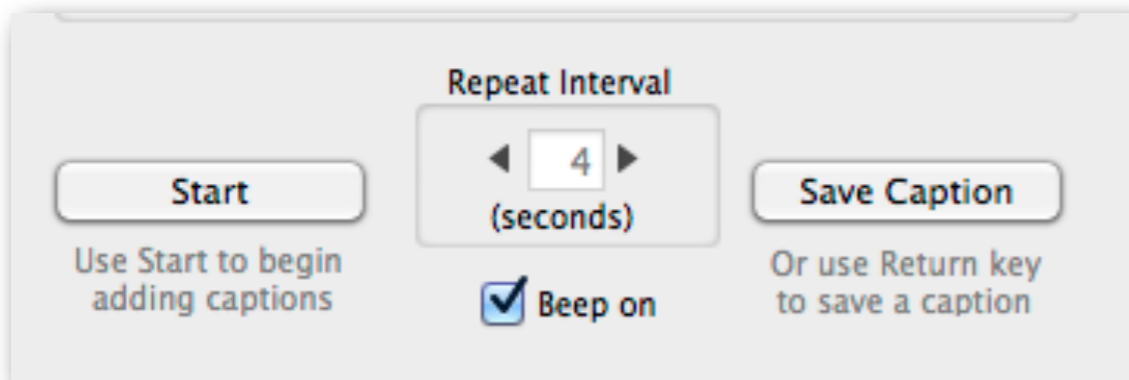 Repeat Interval
4
(seconds)
Start
Use Start to begin
adding captions
Beep on
Save Caption
Or use Return key
to save a caption